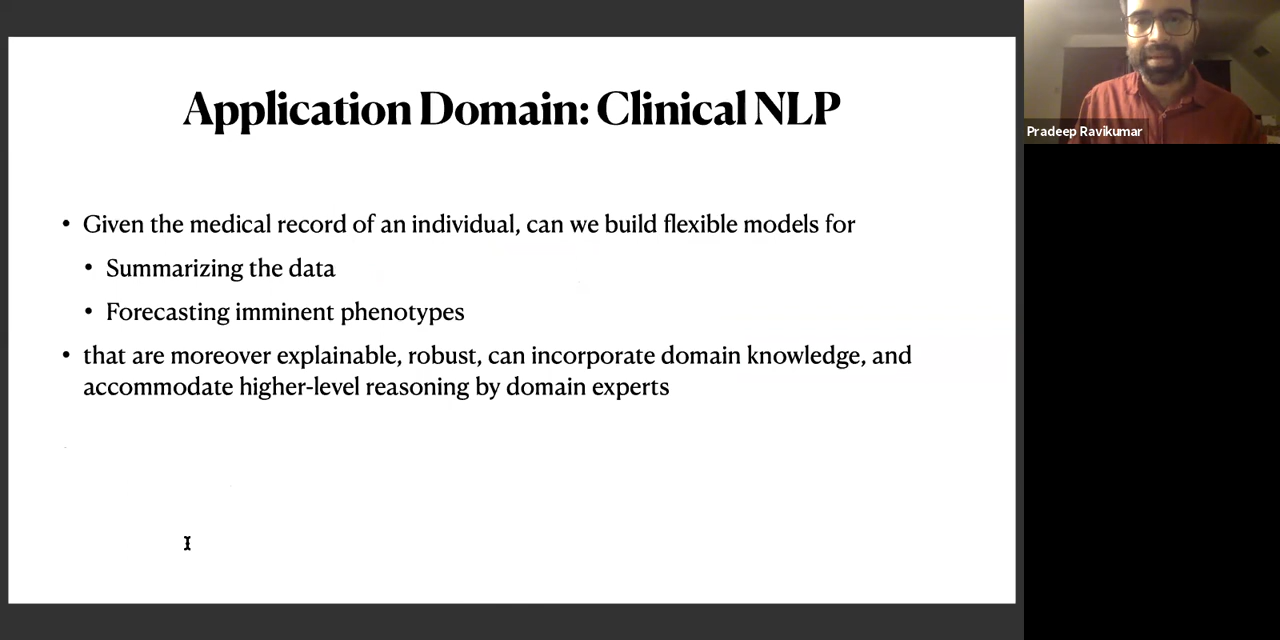 Application Domain: Clinical NLP
• Given the medical record of an individual, can we build flexible models for
• Summarizing the data
• Forecasting imminent phenotypes
• that are moreover explainable, robust, can incorporate domain knowledge, and
accommodate higher-level reasoning by domain experts
Pradeep Ravikumar